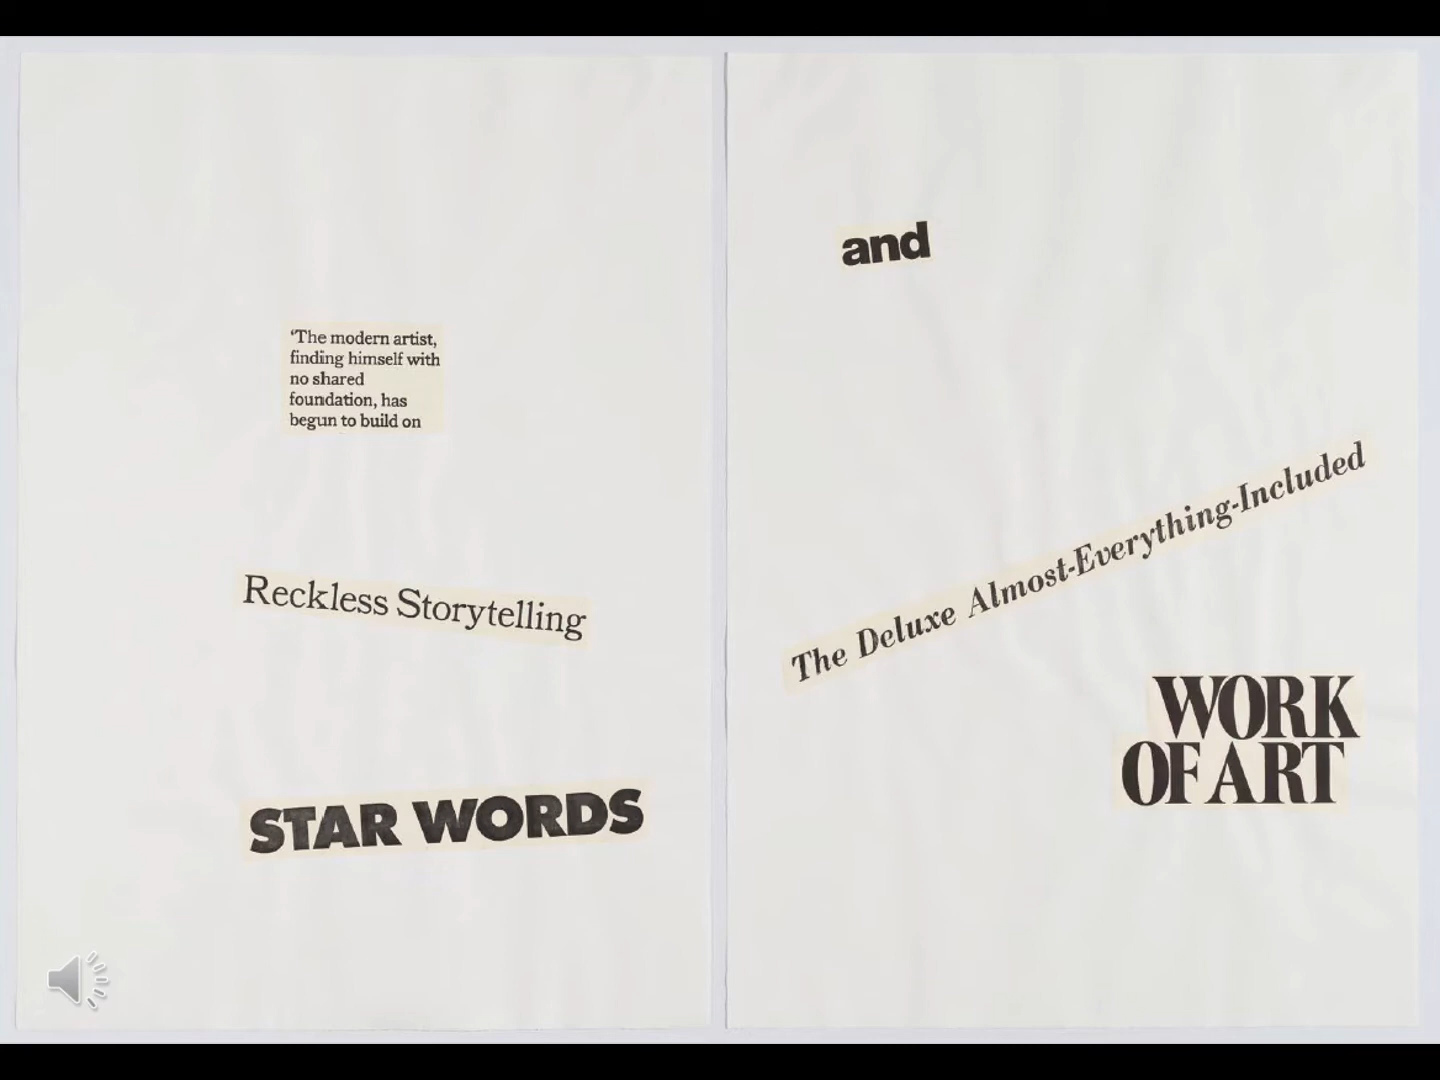 ‘The modern artist,
finding himself with
no shared
foundation, has
begun to build on
Reckless Storytelling
STAR WORDS
and
The Deluxe Almost-Everything-Included
WORK
OF ART